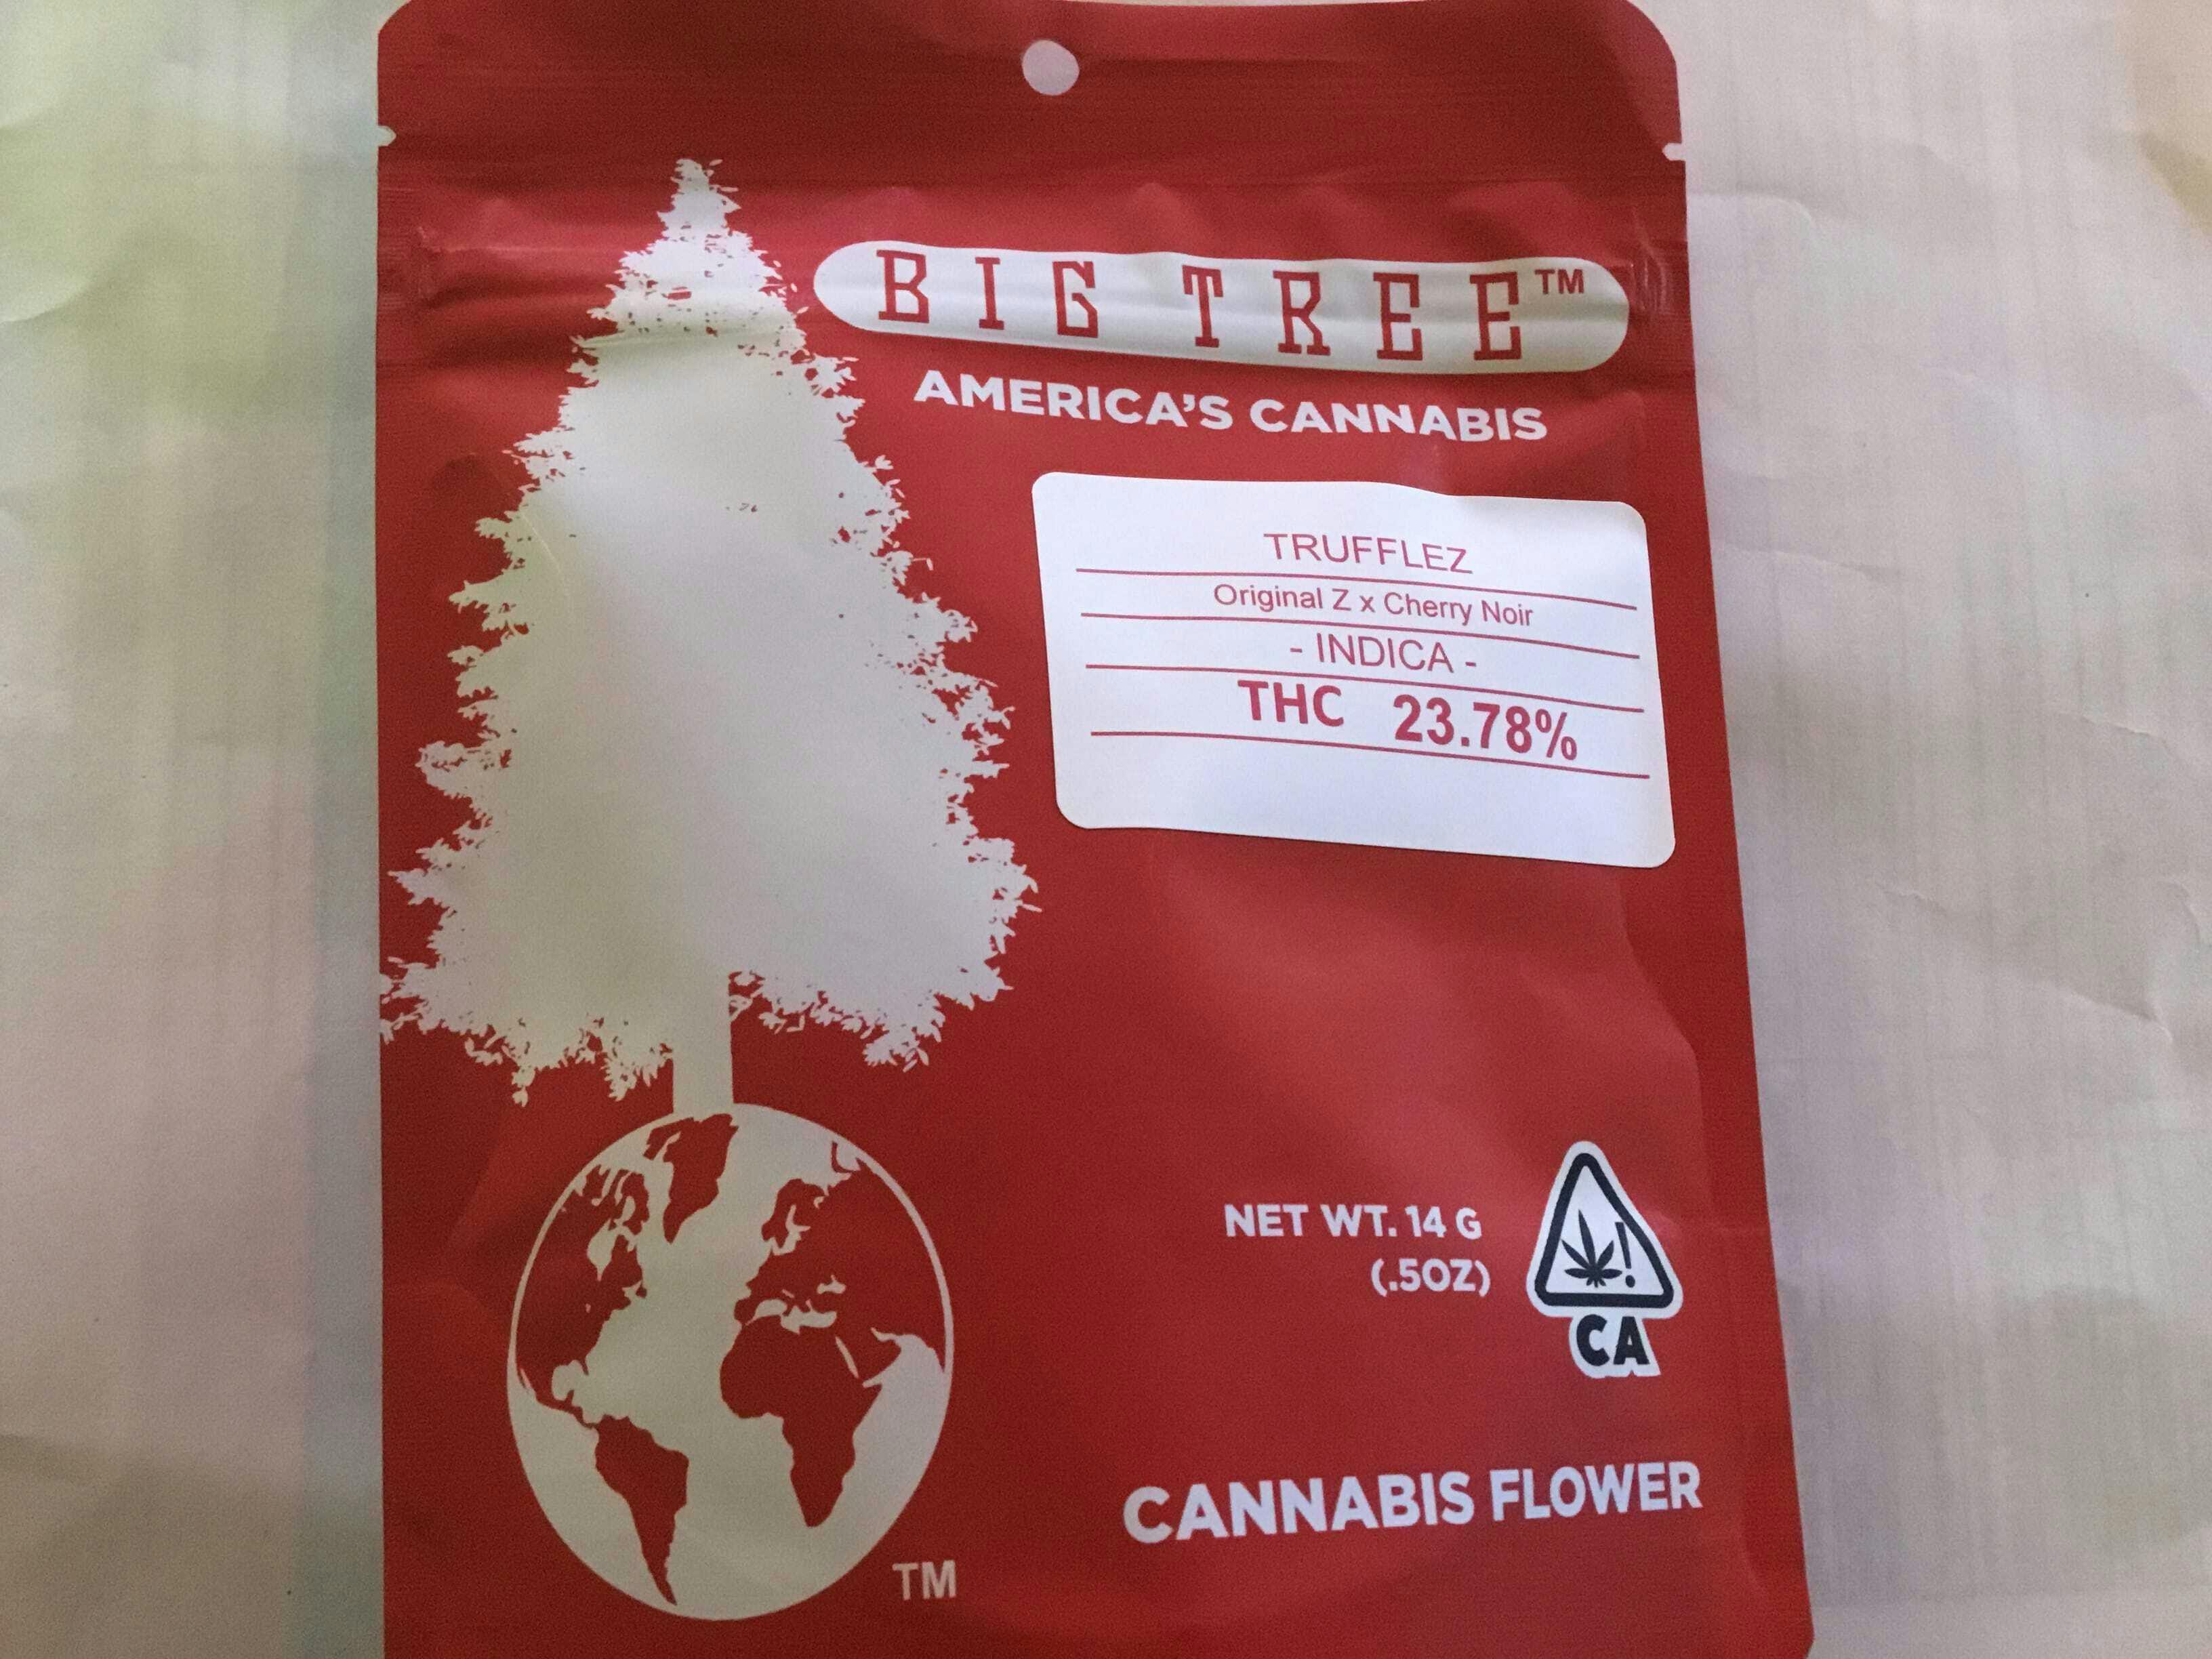 BIG TREE™
AMERICA'S CANNABIS
TRUFFLEZ
Original Z x Cherry Noir
- INDICA -
THC 23.78%
NET WT. 14 G
(.5OZ)
!
CA
CANNABIS FLOWER
TM